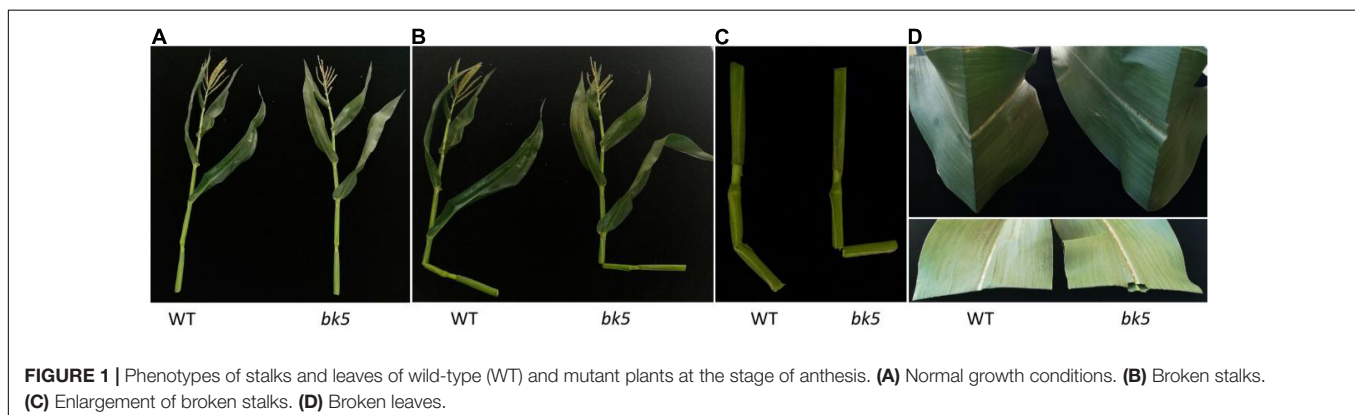 A B C D
WT bk5 WT bk5 WT bk5 WT bk5
FIGURE 1 | Phenotypes of stalks and leaves of wild-type (WT) and mutant plants at the stage of anthesis. (A) Normal growth conditions. (B) Broken stalks.
(C) Enlargement of broken stalks. (D) Broken leaves.